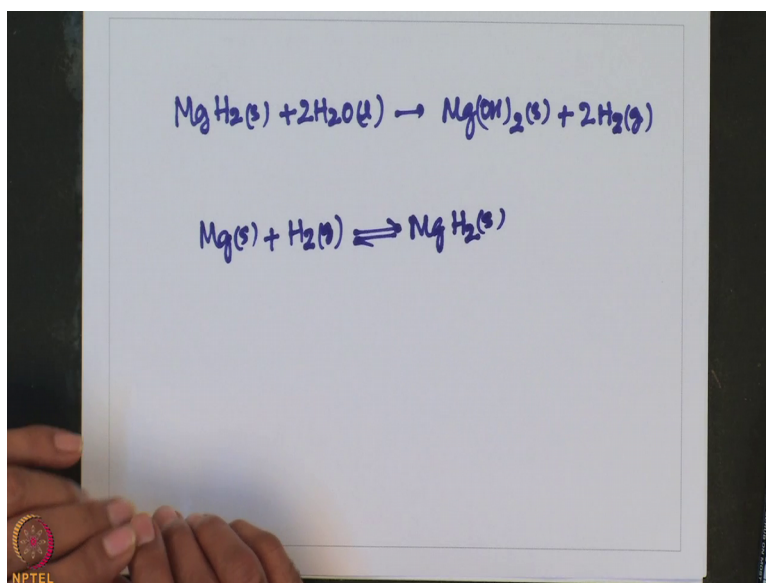 MgH2(s) + 2H2O(l) → Mg(OH)2(s) + 2H2(g)
Mg(s) + H2(g) ⇌ MgH2(s)
NPTEL